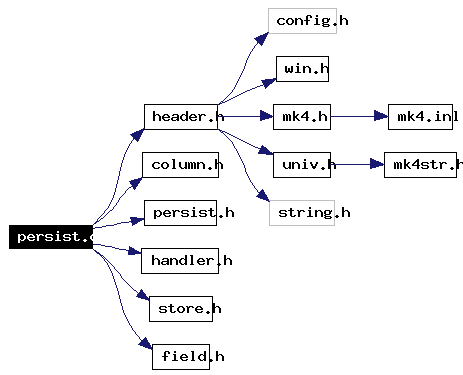 config.h
win.h
header.h
mk4.h
mk4.inl
column.h
univ.h
mk4str.h
persist.h
string.h
persist.c
handler.h
store.h
field.h